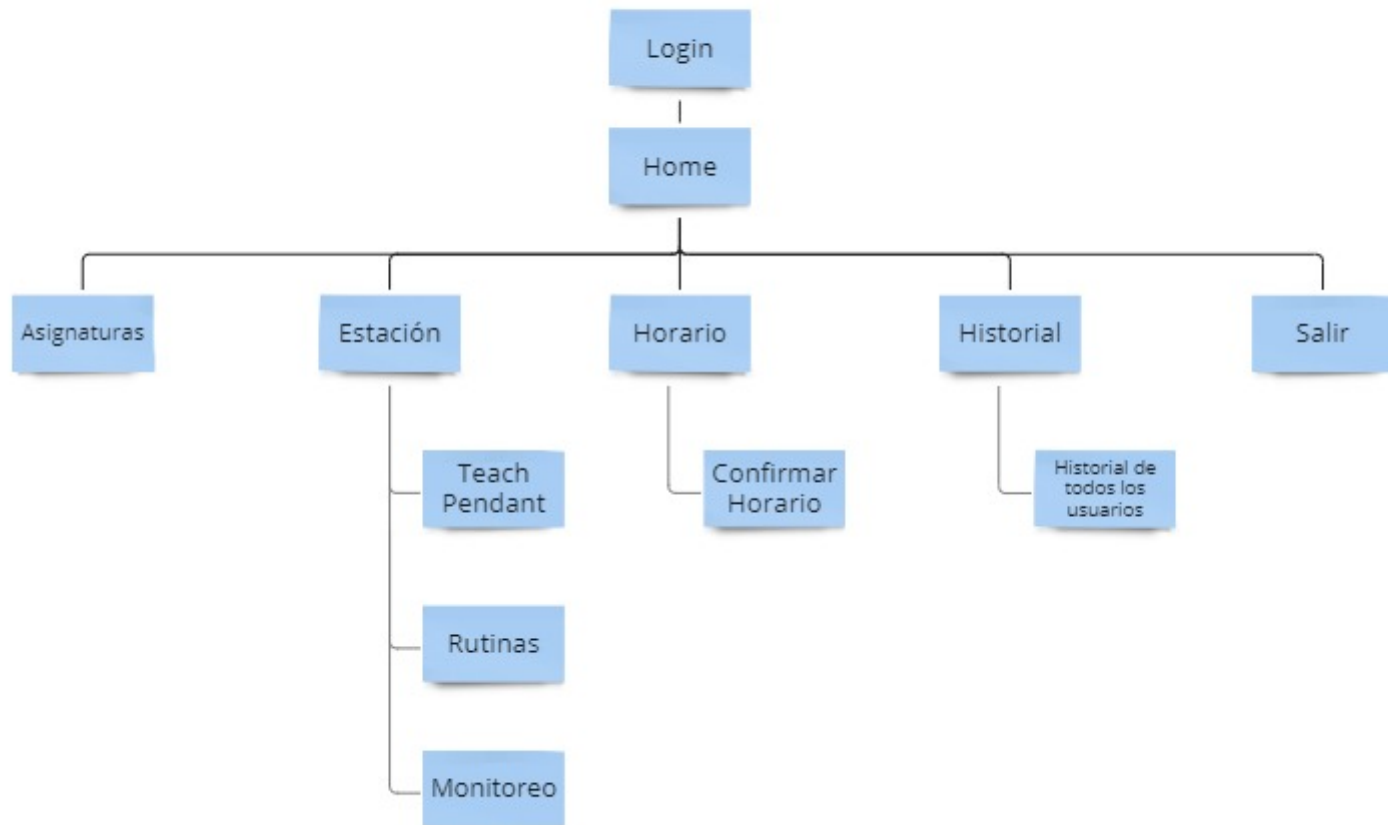 Login
Home
Asignaturas
Estación
Horario
Historial
Salir
Teach
Pendant
Confirmar
Horario
Historial de
todos los
usuarios
Rutinas
Monitoreo